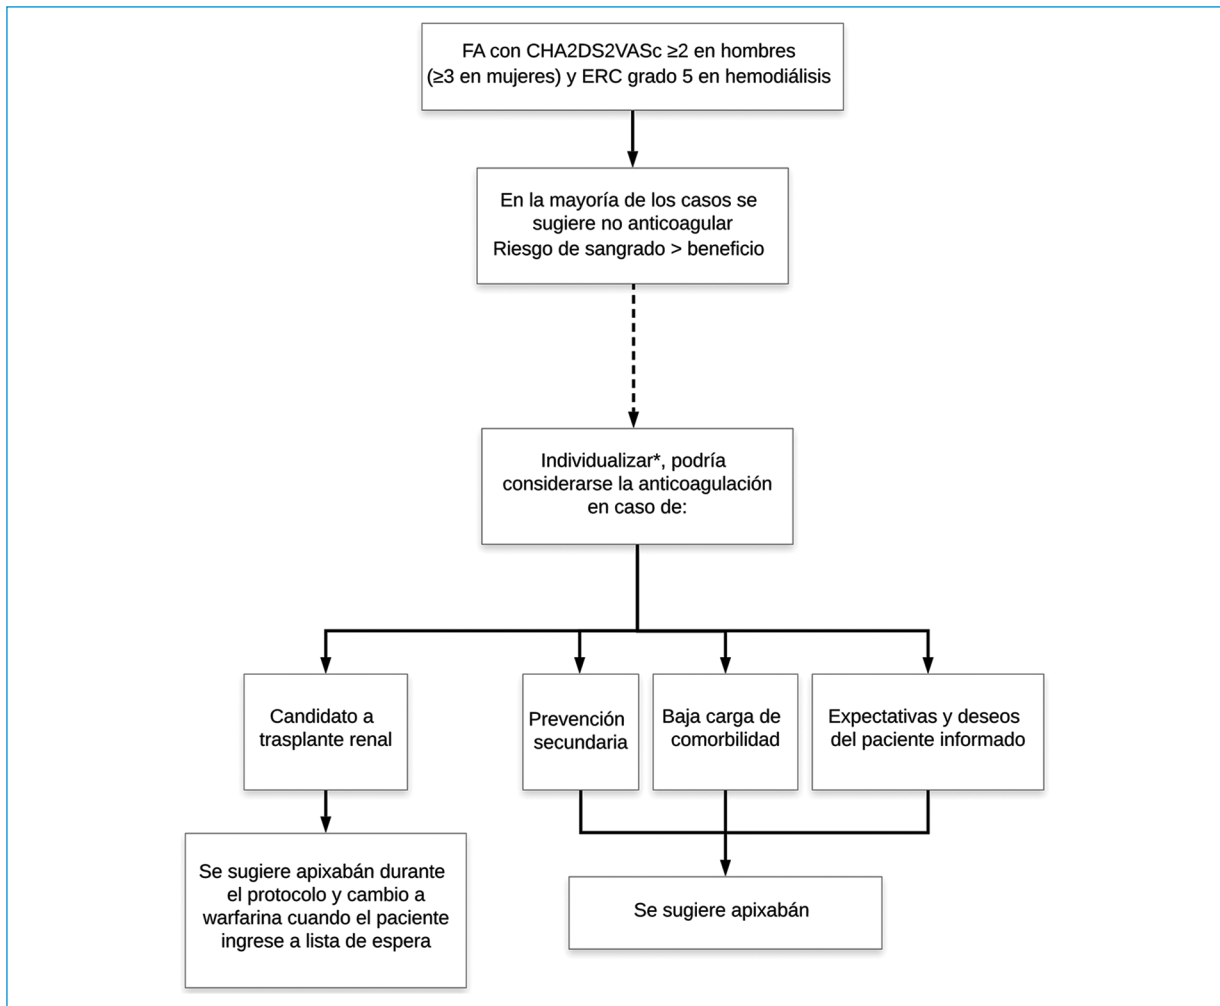 FA con CHA2DS2VASc ≥2 en hombres
(≥3 en mujeres) y ERC grado 5 en hemodiálisis
En la mayoría de los casos se
sugiere no anticoagular
Riesgo de sangrado > beneficio
Individualizar*, podría
considerarse la anticoagulación
en caso de:
Candidato a
trasplante renal
Prevención
secundaria
Baja carga de
comorbilidad
Expectativas y deseos
del paciente informado
Se sugiere apixabán durante
el protocolo y cambio a
warfarina cuando el paciente
ingrese a lista de espera
Se sugiere apixabán